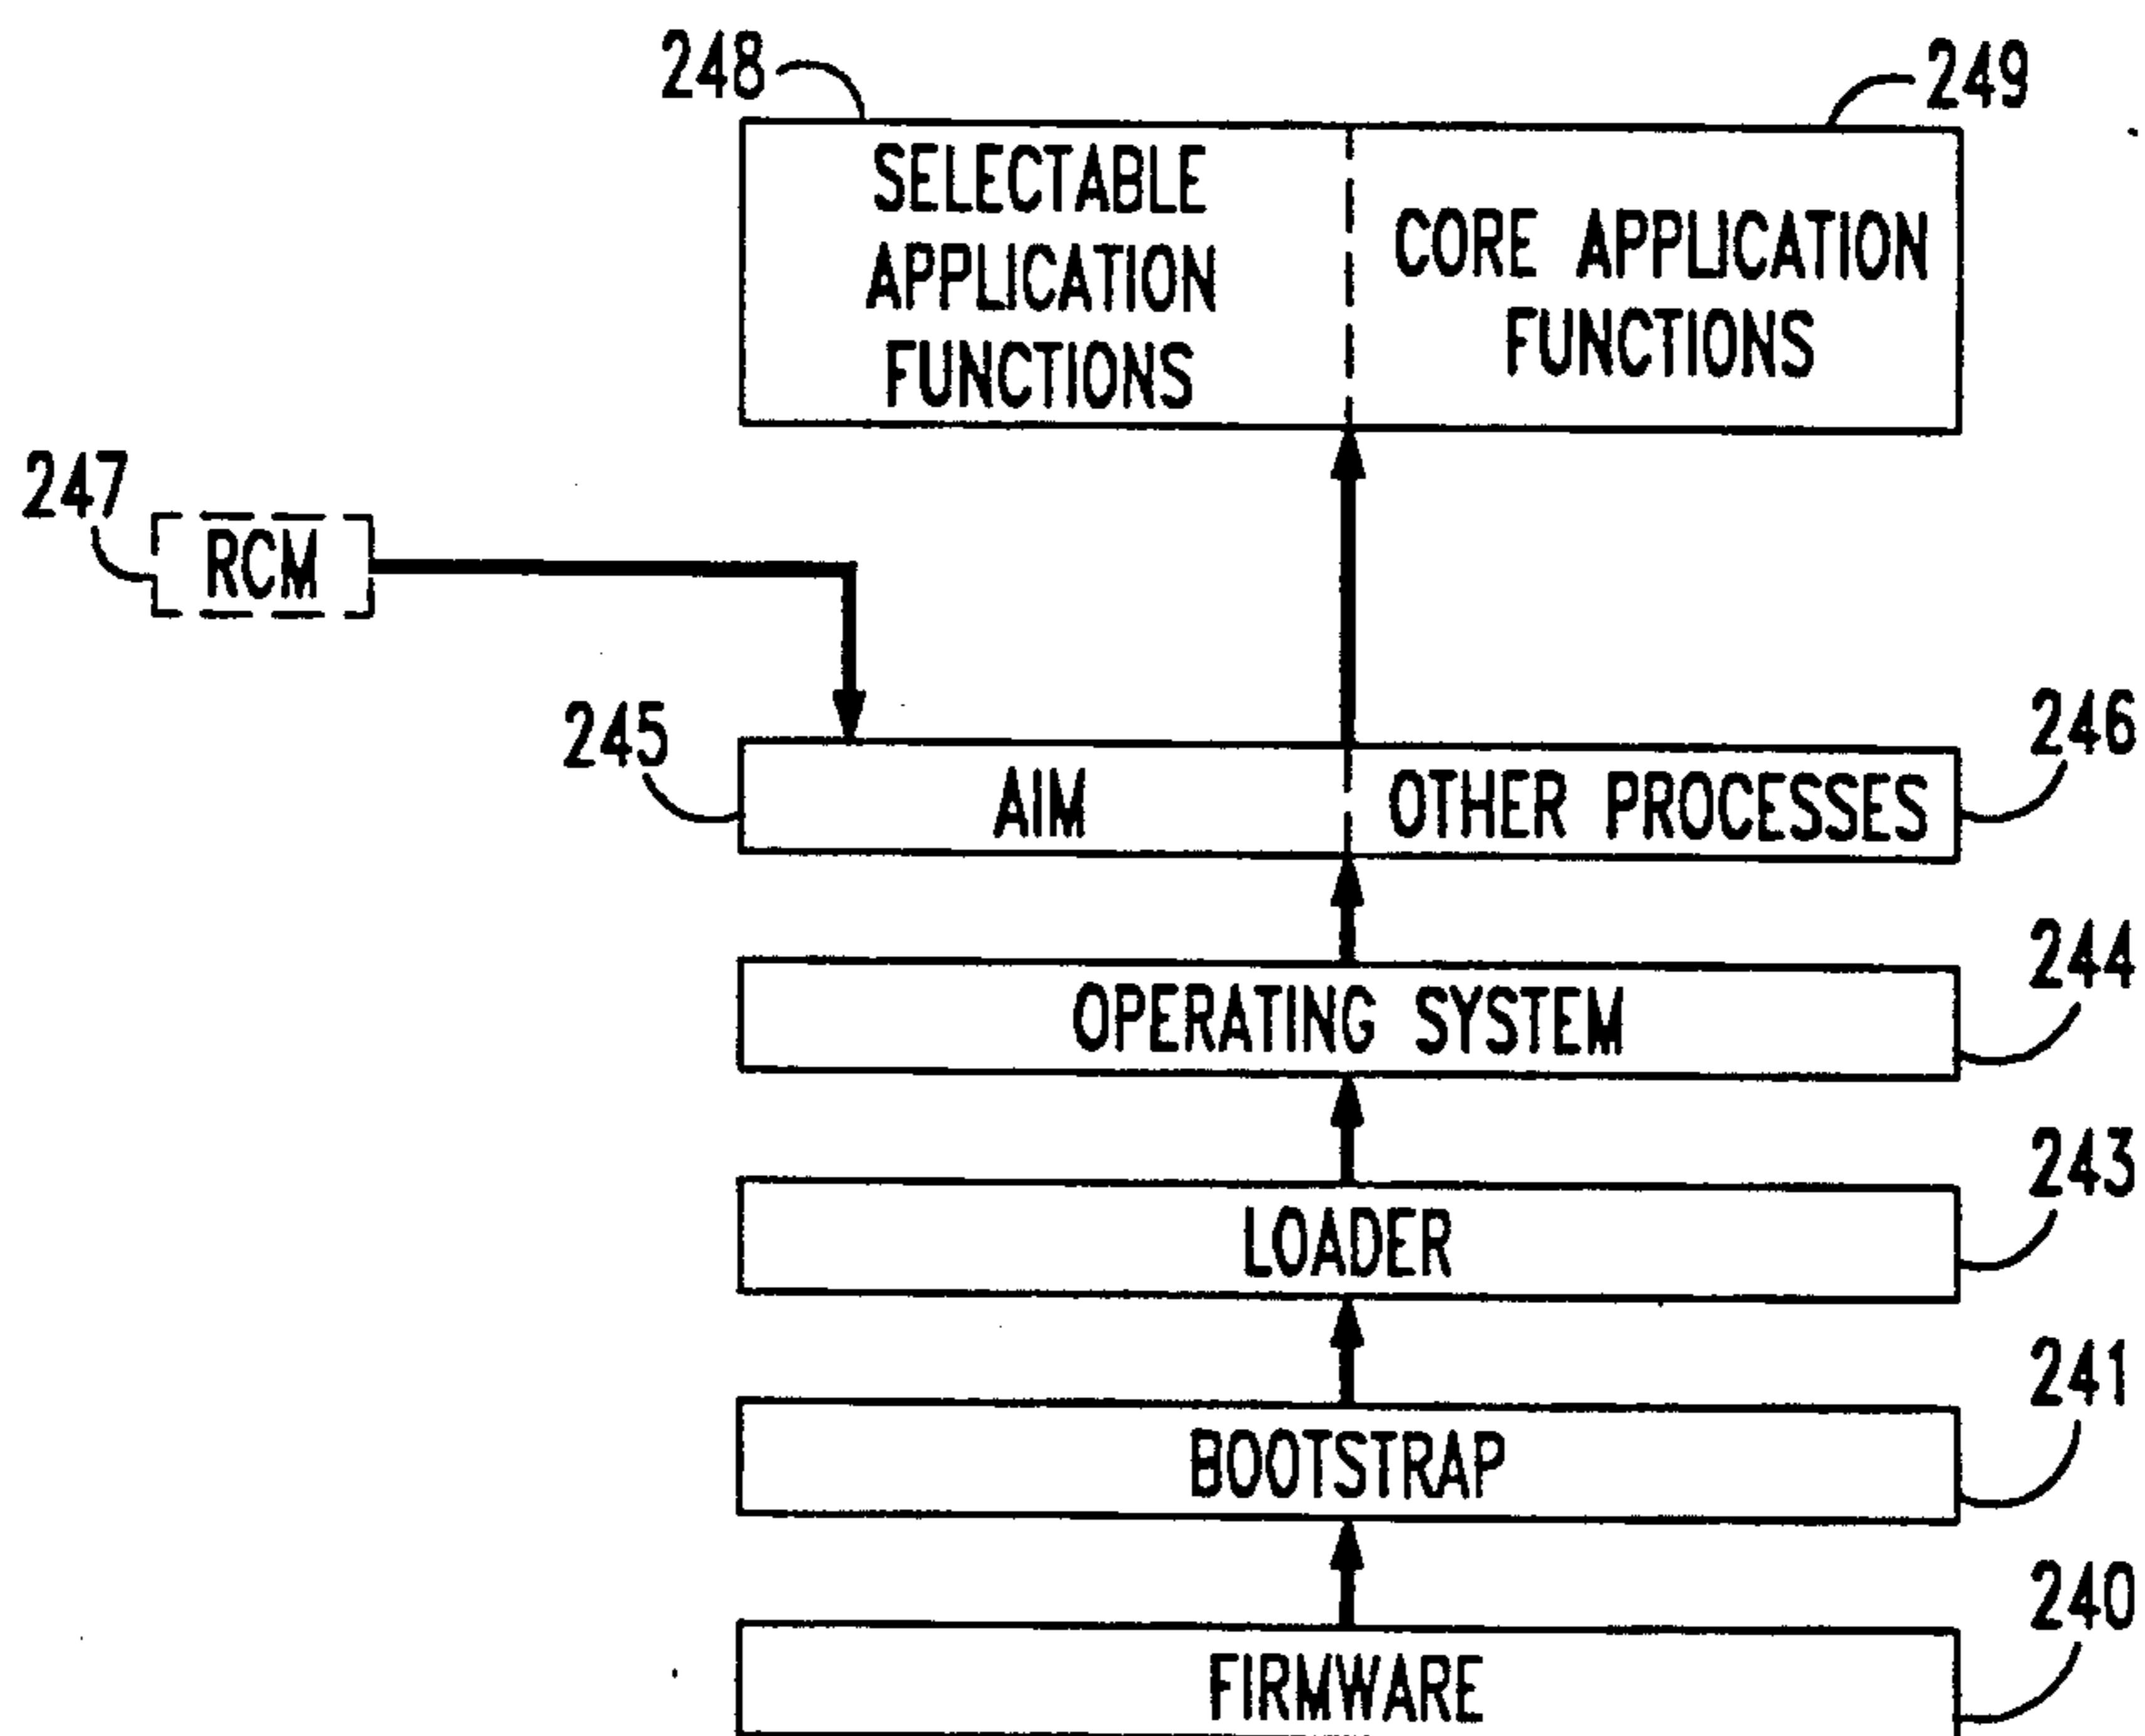 248
249
SELECTABLE
APPLICATION
FUNCTIONS
CORE APPLICATION
FUNCTIONS
247
RCM
245
246
AIM
OTHER PROCESSES
244
OPERATING SYSTEM
243
LOADER
241
BOOTSTRAP
240
FIRMWARE